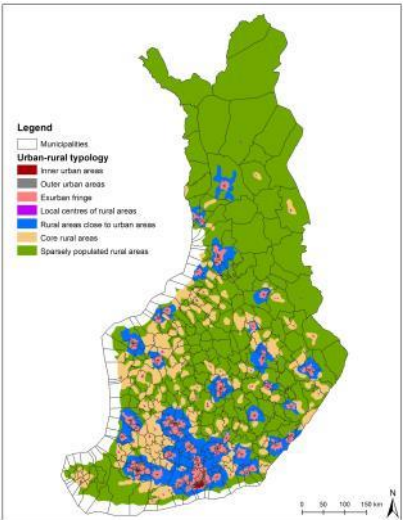 Legend
Municipalities
Urban-rural typology
Inner urban areas
Outer urban areas
Exurban fringe
Local centres of rural areas
Rural areas close to urban areas
Core rural areas
Sparsely populated rural areas
0 50 100 150 km
N